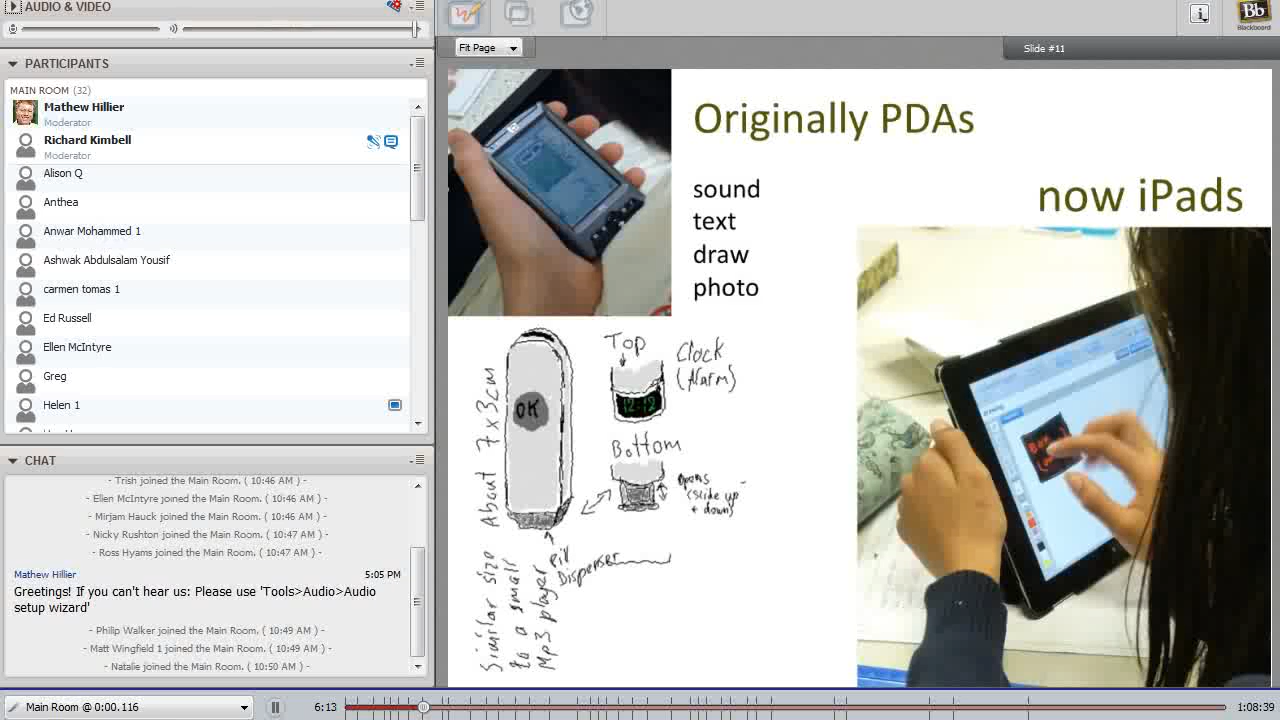 AUDIO & VIDEO
PARTICIPANTS
MAIN ROOM (32)
Mathew Hillier
Moderator
Richard Kimbell
Moderator
Alison Q
Anthea
Anwar Mohammed 1
Ashwak Abdulsalam Yousif
carmen tomas 1
Ed Russell
Ellen McIntyre
Greg
Helen 1
CHAT
- Trish joined the Main Room. ( 10:46 AM ) -
- Ellen McIntyre joined the Main Room. ( 10:46 AM ) -
- Mirjam Hauck joined the Main Room. ( 10:46 AM ) -
- Nicky Rushton joined the Main Room. ( 10:47 AM ) -
- Ross Hyams joined the Main Room. ( 10:47 AM ) -
Mathew Hillier 5:05 PM
Greetings! If you can't hear us: Please use 'Tools>Audio>Audio
setup wizard'
- Philip Walker joined the Main Room. ( 10:49 AM ) -
- Matt Wingfield 1 joined the Main Room. ( 10:49 AM ) -
- Natalie joined the Main Room. ( 10:50 AM ) -
Main Room @ 0:00.116
6:13
1:08:39
Fit Page
Slide #11
Bb
Blackboard
Originally PDAs
now iPads
sound
text
draw
photo
About 7x3cm
OK
Top
Clock
(Alarm)
12:12
Bottom
opens
(slide up
+ down)
Pill
Dispenser
Similar size
to a small
Mp3 player